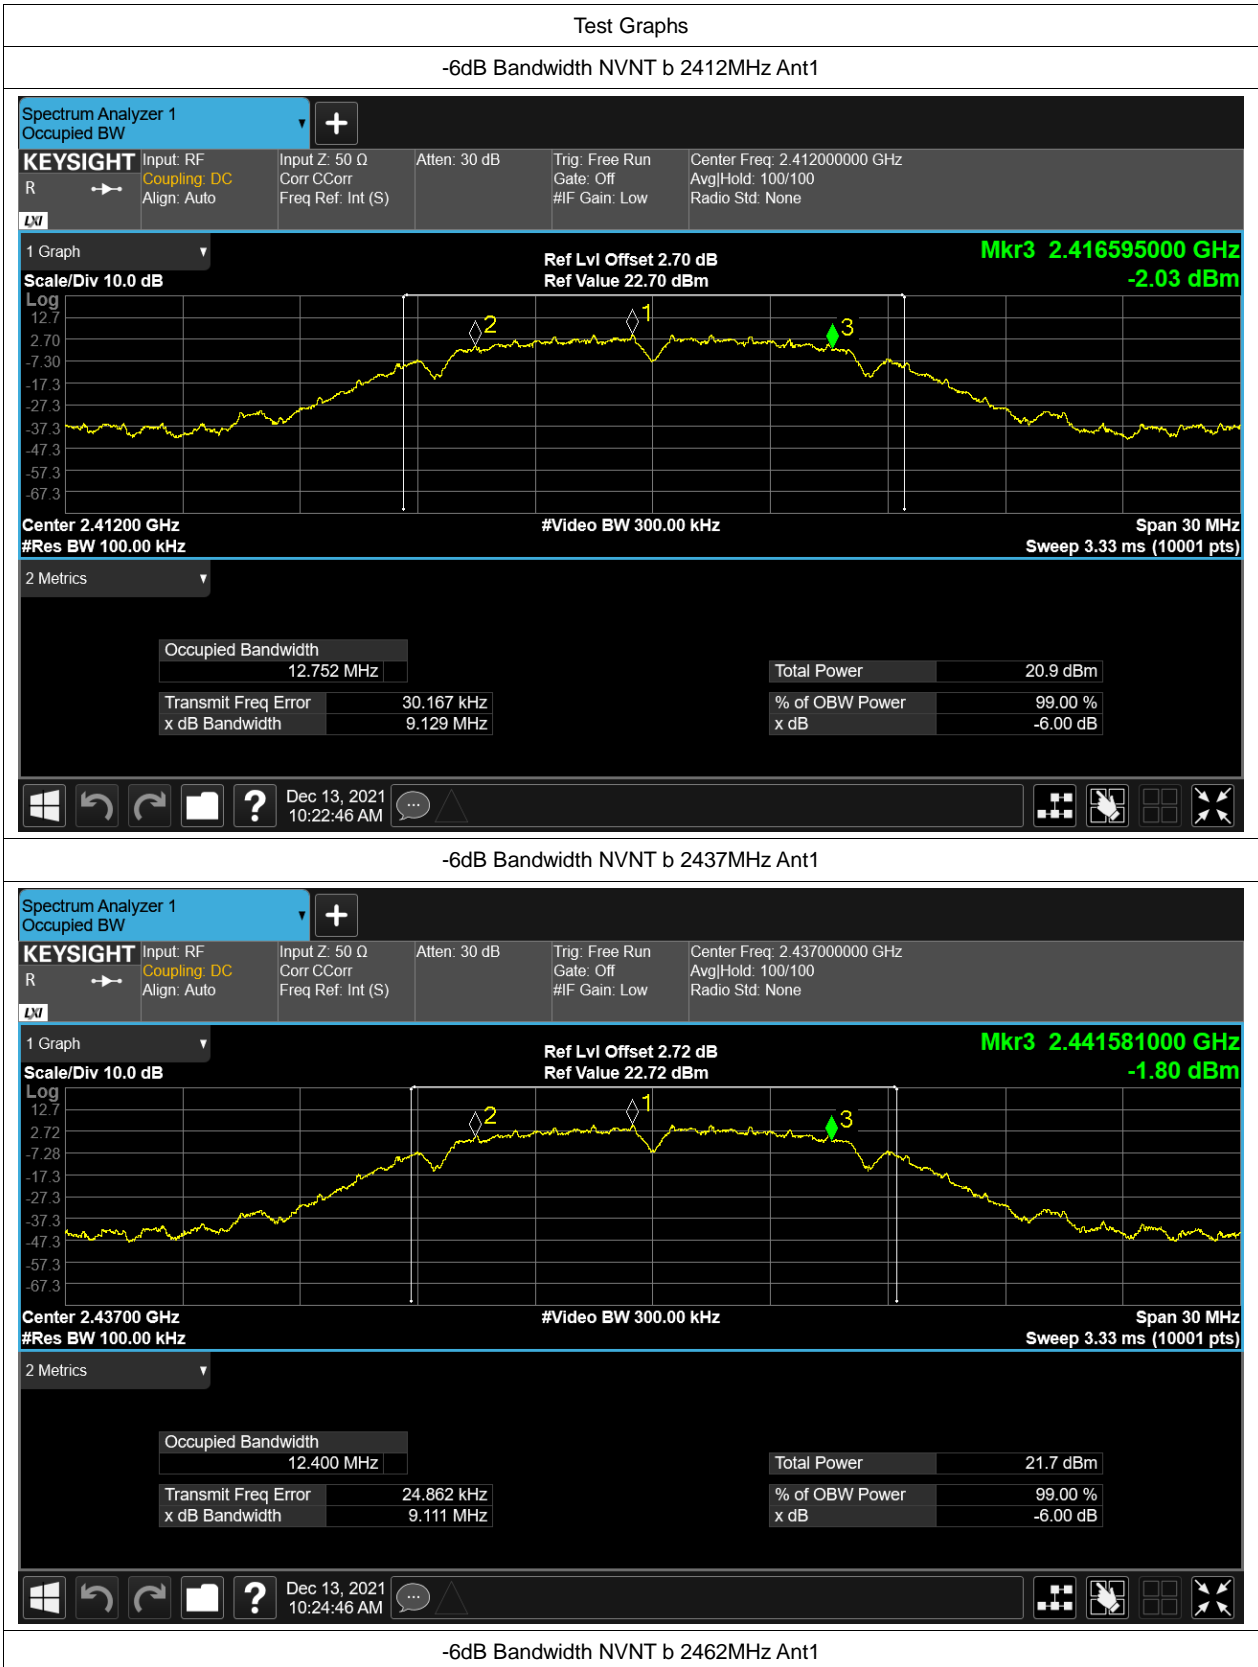 Test Graphs
-6dB Bandwidth NVNT b 2412MHz Ant1
Spectrum Analyzer 1
Occupied BW
KEYSIGHT Input: RF Input Z: 50 Ω Atten: 30 dB Trig: Free Run Center Freq: 2.412000000 GHz
R Coupling: DC Corr CCorr Gate: Off Avg|Hold: 100/100
Align: Auto Freq Ref: Int (S) #IF Gain: Low Radio Std: None
LXI
1 Graph Ref Lvl Offset 2.70 dB Mkr3 2.416595000 GHz
Scale/Div 10.0 dB Ref Value 22.70 dBm -2.03 dBm
Log
12.7
2.70
-7.30
-17.3
-27.3
-37.3
-47.3
-57.3
-67.3
2
1
3
Center 2.41200 GHz #Video BW 300.00 kHz Span 30 MHz
#Res BW 100.00 kHz Sweep 3.33 ms (10001 pts)
2 Metrics
Occupied Bandwidth
12.752 MHz Total Power 20.9 dBm
Transmit Freq Error 30.167 kHz % of OBW Power 99.00 %
x dB Bandwidth 9.129 MHz x dB -6.00 dB
Dec 13, 2021
10:22:46 AM
-6dB Bandwidth NVNT b 2437MHz Ant1
Spectrum Analyzer 1
Occupied BW
KEYSIGHT Input: RF Input Z: 50 Ω Atten: 30 dB Trig: Free Run Center Freq: 2.437000000 GHz
R Coupling: DC Corr CCorr Gate: Off Avg|Hold: 100/100
Align: Auto Freq Ref: Int (S) #IF Gain: Low Radio Std: None
LXI
1 Graph Ref Lvl Offset 2.72 dB Mkr3 2.441581000 GHz
Scale/Div 10.0 dB Ref Value 22.72 dBm -1.80 dBm
Log
12.7
2.72
-7.28
-17.3
-27.3
-37.3
-47.3
-57.3
-67.3
2
1
3
Center 2.43700 GHz #Video BW 300.00 kHz Span 30 MHz
#Res BW 100.00 kHz Sweep 3.33 ms (10001 pts)
2 Metrics
Occupied Bandwidth
12.400 MHz Total Power 21.7 dBm
Transmit Freq Error 24.862 kHz % of OBW Power 99.00 %
x dB Bandwidth 9.111 MHz x dB -6.00 dB
Dec 13, 2021
10:24:46 AM
-6dB Bandwidth NVNT b 2462MHz Ant1